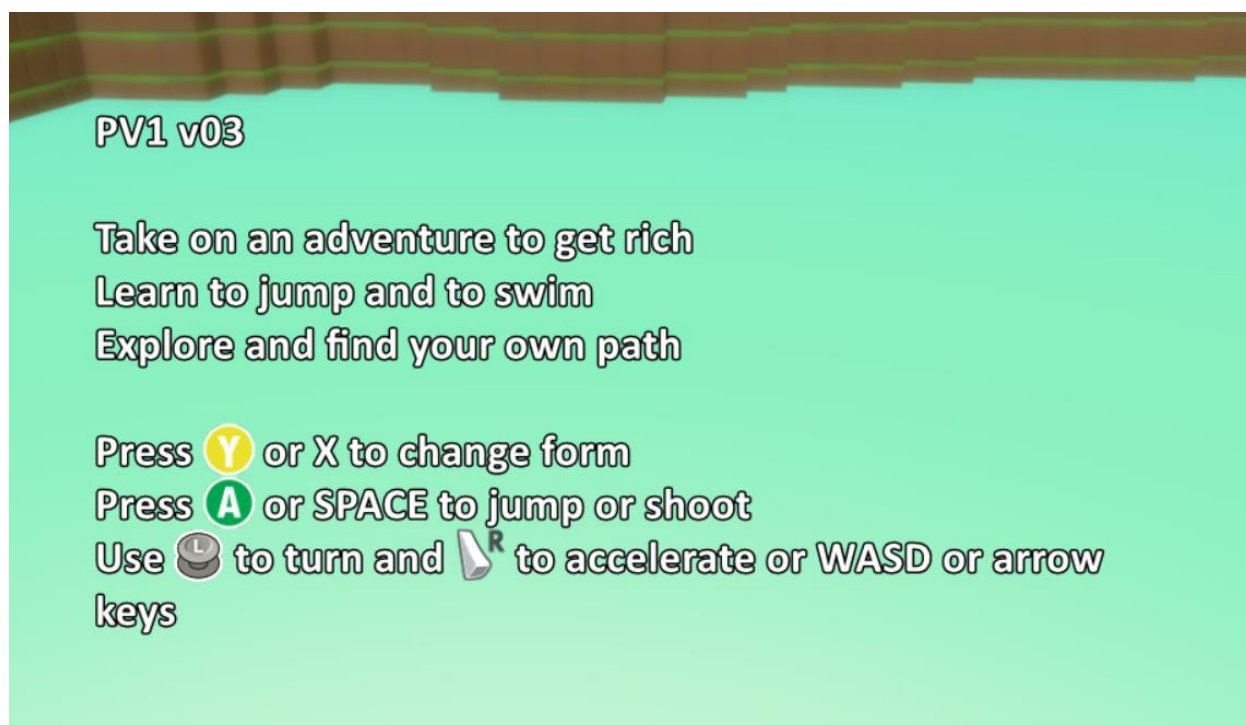 PV1 v03
Take on an adventure to get rich
Learn to jump and to swim
Explore and find your own path
Press Y or X to change form
Press A or SPACE to jump or shoot
Use L to turn and R to accelerate or WASD or arrow
keys